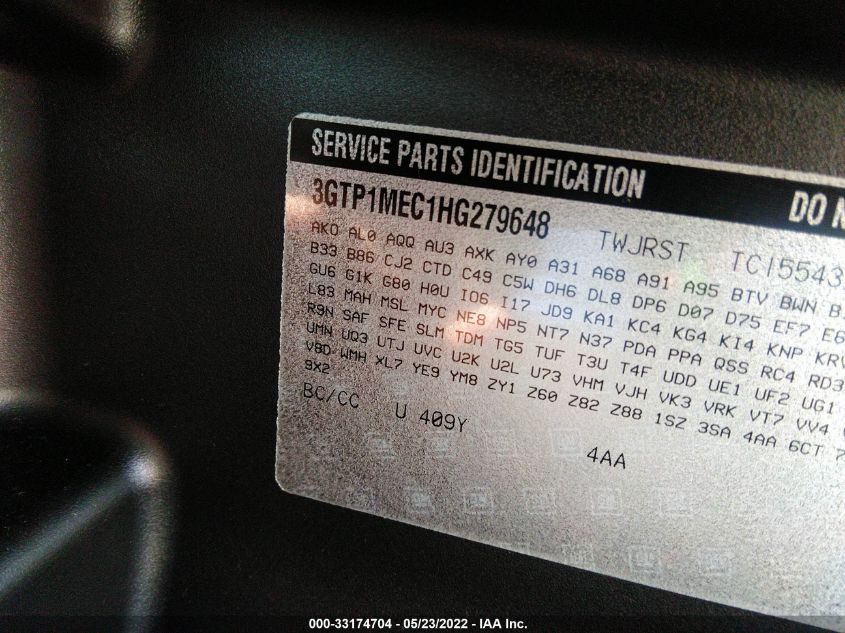 SERVICE PARTS IDENTIFICATION DO N
3GTP1MEC1HG279648 TWJRST TC15543
AKO AL0 AQQ AU3 AXK AY0 A31 A68 A91 A95 BTV BWN B
B33 B86 CJ2 CTD C49 C5W DH6 DL8 DP6 D07 D75 EF7 E6
GU6 G1K G80 H0U IO6 I17 JD9 KA1 KC4 KG4 KI4 KNP KRV
L83 MAH MSL MYC NE8 NP5 NT7 N37 PDA PPA QSS RC4 RD3
R9N SAF SFE SLM TDM TG5 TUF T3U T4F UDD UE1 UF2 UG1
UMN UQ3 UTJ UVC U2K U2L U73 VHM VJH VK3 VRK VT7 VV4
V8D WMH XL7 YE9 YM8 ZY1 Z60 Z82 Z88 1SZ 3SA 4AA 6CT 7
9X2
BC/CC U 409Y
4AA
000-33174704 - 05/23/2022 - IAA Inc.